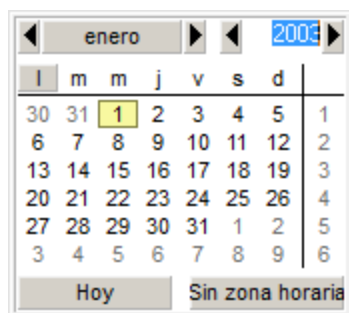 enero 2003
l m m j v s d
30 31 1 2 3 4 5 1
6 7 8 9 10 11 12 2
13 14 15 16 17 18 19 3
20 21 22 23 24 25 26 4
27 28 29 30 31 1 2 5
3 4 5 6 7 8 9 6
Hoy Sin zona horaria